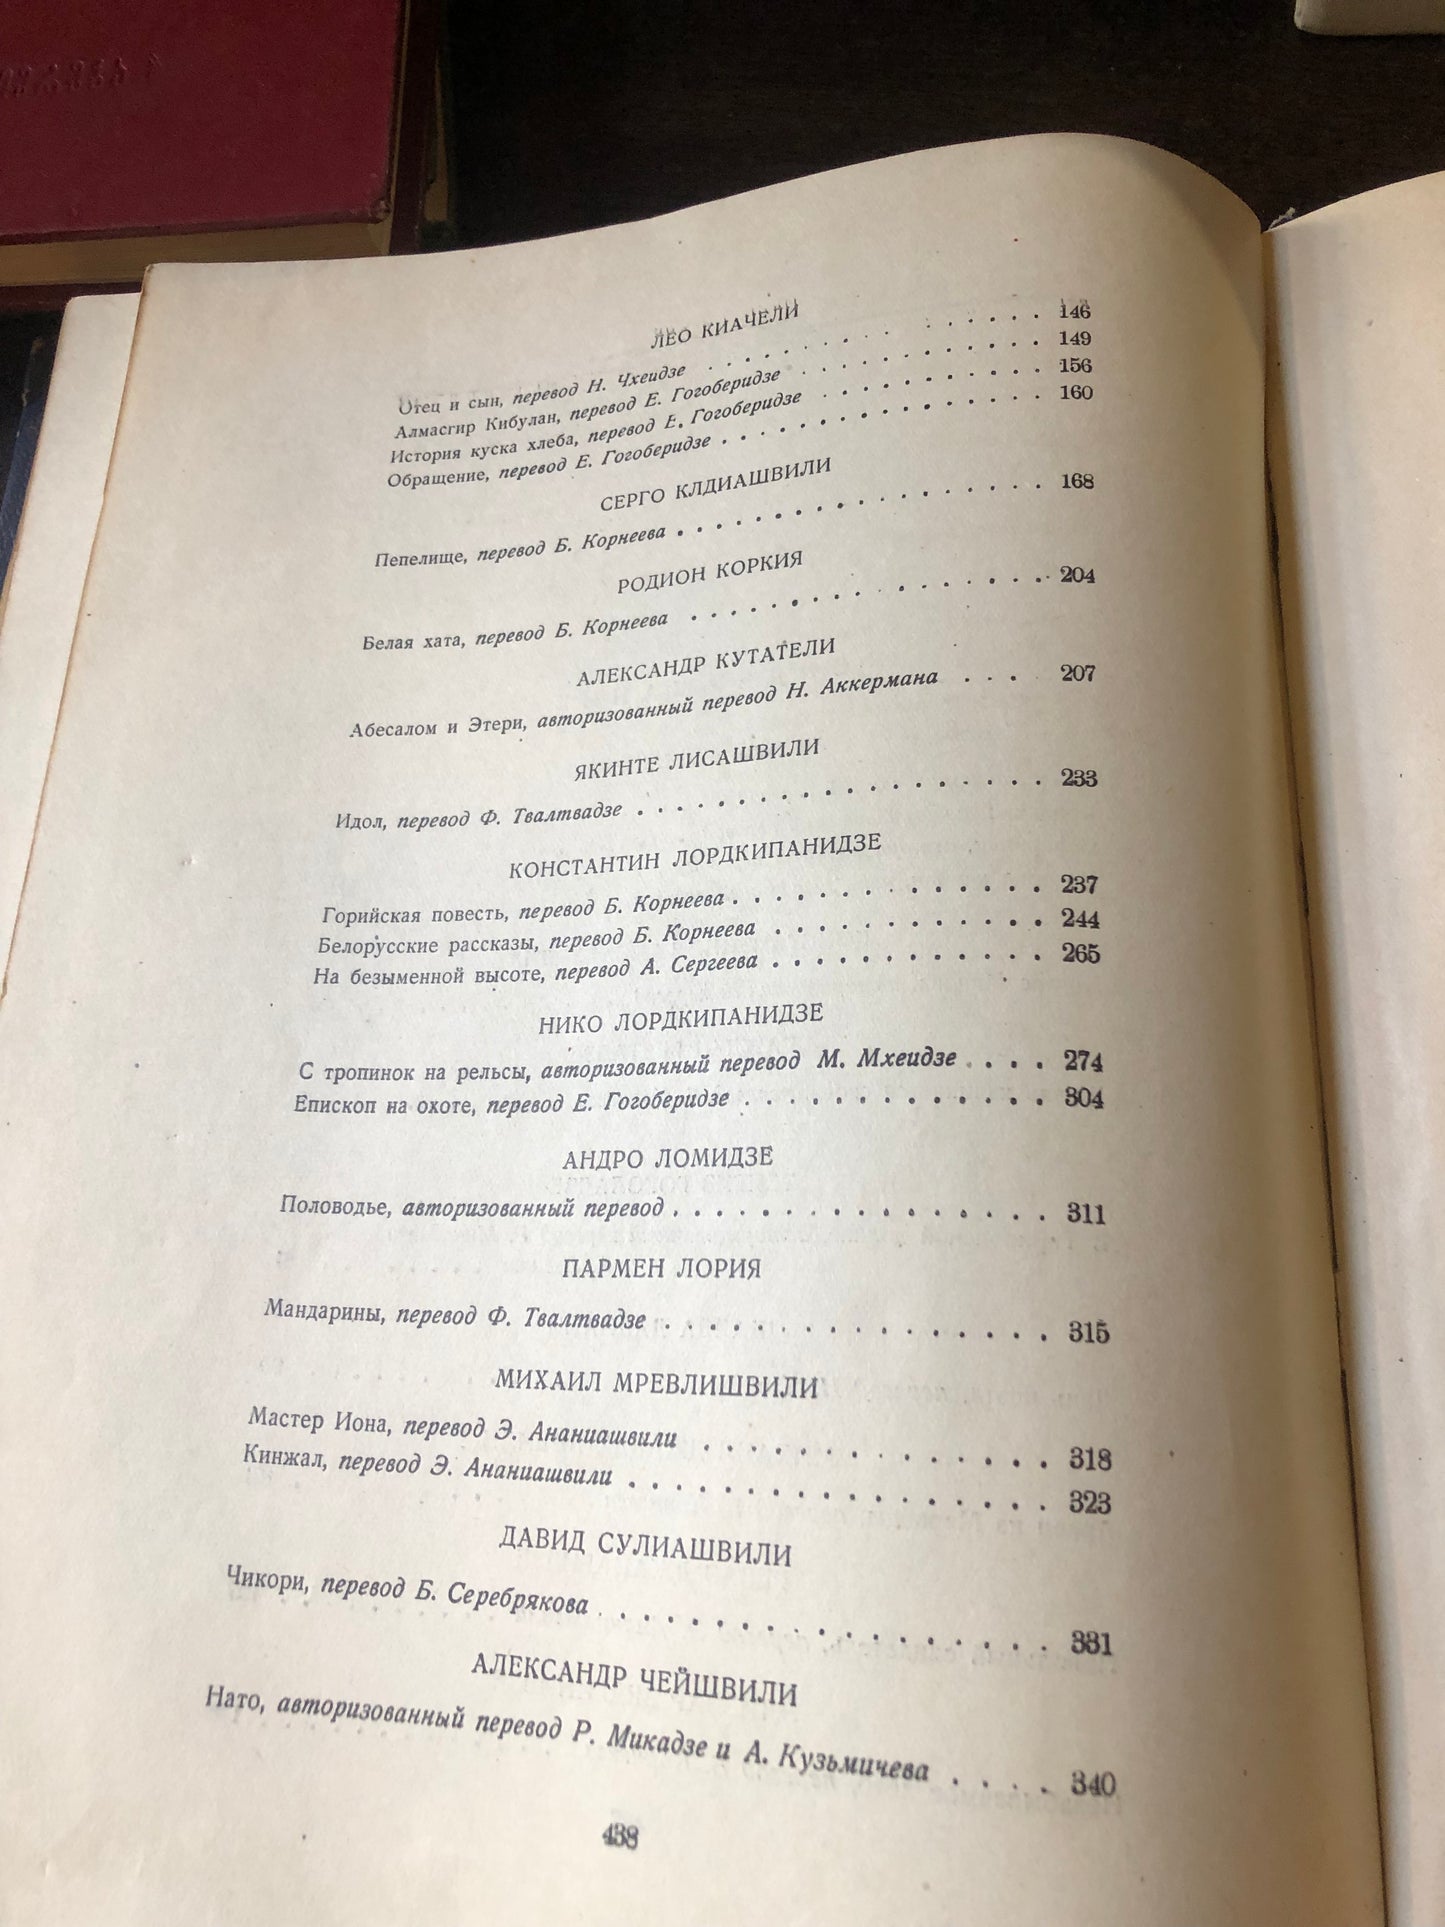 ЛЕО КИАЧЕЛИ
Отец и сын, перевод Н. Чхеидзе . . . . . . . . . . . . . . . 146
Алмасгир Кибулан, перевод Е. Гогоберидзе . . . . . . . . . . . 149
История куска хлеба, перевод Е. Гогоберидзе . . . . . . . . . . 156
Обращение, перевод Е. Гогоберидзе . . . . . . . . . . . . . . 160
СЕРГО КЛДИАШВИЛИ
Пепелище, перевод Б. Корнеева . . . . . . . . . . . . . . . . 168
РОДИОН КОРКИЯ
Белая хата, перевод Б. Корнеева . . . . . . . . . . . . . . . . 204
АЛЕКСАНДР КУТАТЕЛИ
Абесалом и Этери, авторизованный перевод Н. Аккермана . . . 207
ЯКИНТЕ ЛИСАШВИЛИ
Идол, перевод Ф. Твалтвадзе . . . . . . . . . . . . . . . . . . 233
КОНСТАНТИН ЛОРДКИПАНИДЗЕ
Горийская повесть, перевод Б. Корнеева . . . . . . . . . . . . . . 237
Белорусские рассказы, перевод Б. Корнеева . . . . . . . . . . . . 244
На безыменной высоте, перевод А. Сергеева . . . . . . . . . . . . 265
НИКО ЛОРДКИПАНИДЗЕ
С тропинок на рельсы, авторизованный перевод М. Мхеидзе . . . . 274
Епископ на охоте, перевод Е. Гогоберидзе . . . . . . . . . . . . . . 304
АНДРО ЛОМИДЗЕ
Половодье, авторизованный перевод . . . . . . . . . . . . . . . . 311
ПАРМЕН ЛОРИЯ
Мандарины, перевод Ф. Твалтвадзе . . . . . . . . . . . . . . . . . 315
МИХАИЛ МРЕВЛИШВИЛИ
Мастер Иона, перевод Э. Ананиашвили . . . . . . . . . . . . . . . 318
Кинжал, перевод Э. Ананиашвили . . . . . . . . . . . . . . . . . . 323
ДАВИД СУЛИАШВИЛИ
Чикори, перевод Б. Серебрякова . . . . . . . . . . . . . . . . . . . . 331
АЛЕКСАНДР ЧЕЙШВИЛИ
Нато, авторизованный перевод Р. Микадзе и А. Кузьмичева . . . . 340
438